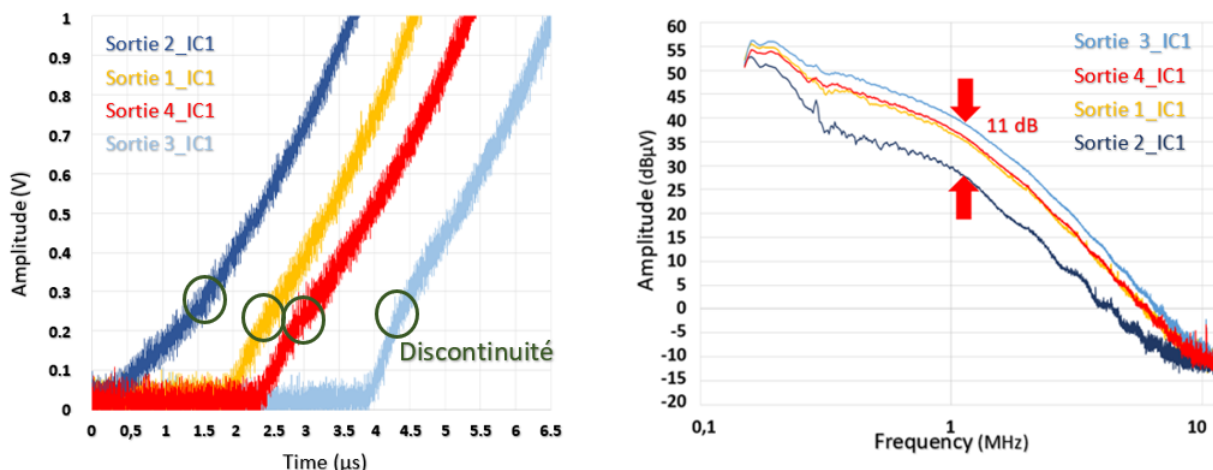 1
0.9
0.8
0.7
0.6
0.5
0.4
0.3
0.2
0.1
0
Amplitude (V)
Sortie 2_IC1
Sortie 1_IC1
Sortie 4_IC1
Sortie 3_IC1
Discontinuité
0 0,5 1 1.5 2 2.5 3 3.5 4 4.5 5 5.5 6 6.5
Time (µs)
60
55
50
45
40
35
30
25
20
15
10
5
0
-5
-10
-15
-20
Amplitude (dBµV)
Sortie 3_IC1
Sortie 4_IC1
Sortie 1_IC1
Sortie 2_IC1
11 dB
0,1 1 10
Frequency (MHz)